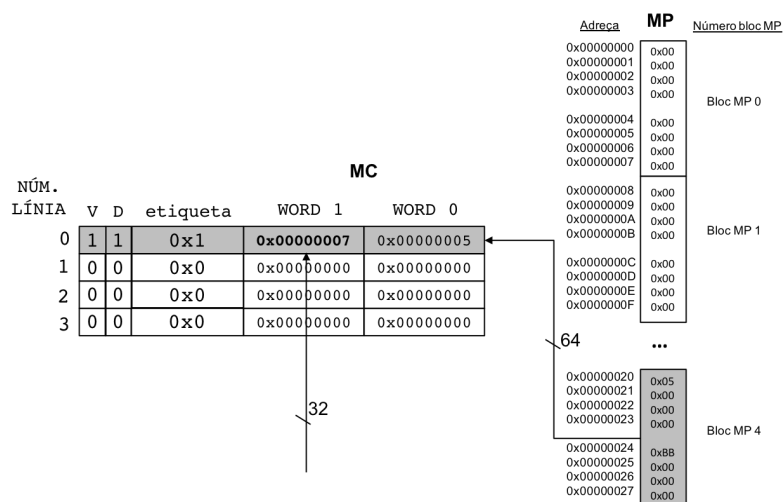 Adreça MP Número bloc MP
0x00000000 0x00
0x00000001 0x00
0x00000002 0x00
0x00000003 0x00
Bloc MP 0
0x00000004 0x00
0x00000005 0x00
0x00000006 0x00
0x00000007 0x00
0x00000008 0x00
0x00000009 0x00
0x0000000A 0x00
0x0000000B 0x00
Bloc MP 1
0x0000000C 0x00
0x0000000D 0x00
0x0000000E 0x00
0x0000000F 0x00
...
0x00000020 0x05
0x00000021 0x00
0x00000022 0x00
0x00000023 0x00
Bloc MP 4
0x00000024 0xBB
0x00000025 0x00
0x00000026 0x00
0x00000027 0x00
MC
NÚM.
LÍNIA V D etiqueta WORD 1 WORD 0
0 1 1 0x1 0x00000007 0x00000005
1 0 0 0x0 0x00000000 0x00000000
2 0 0 0x0 0x00000000 0x00000000
3 0 0 0x0 0x00000000 0x00000000
64
32